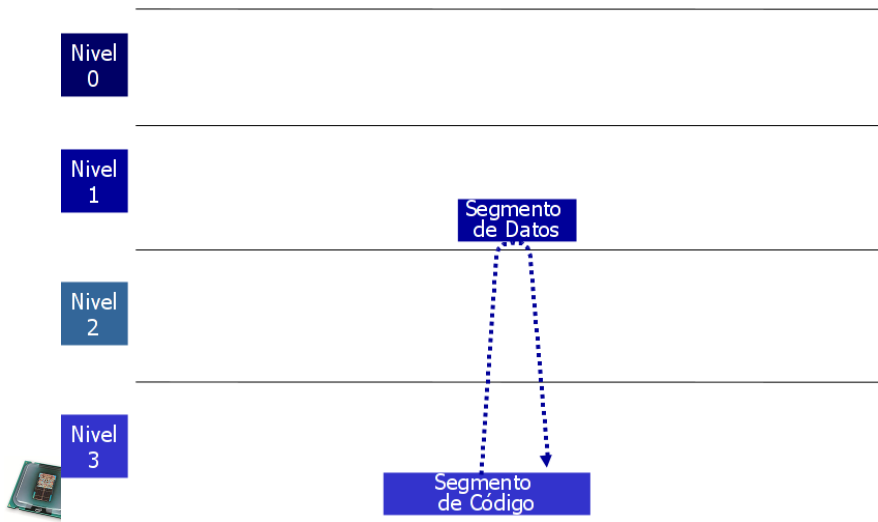 Nivel
0
Nivel
1
Segmento
de Datos
Nivel
2
Nivel
3
Segmento
de Código